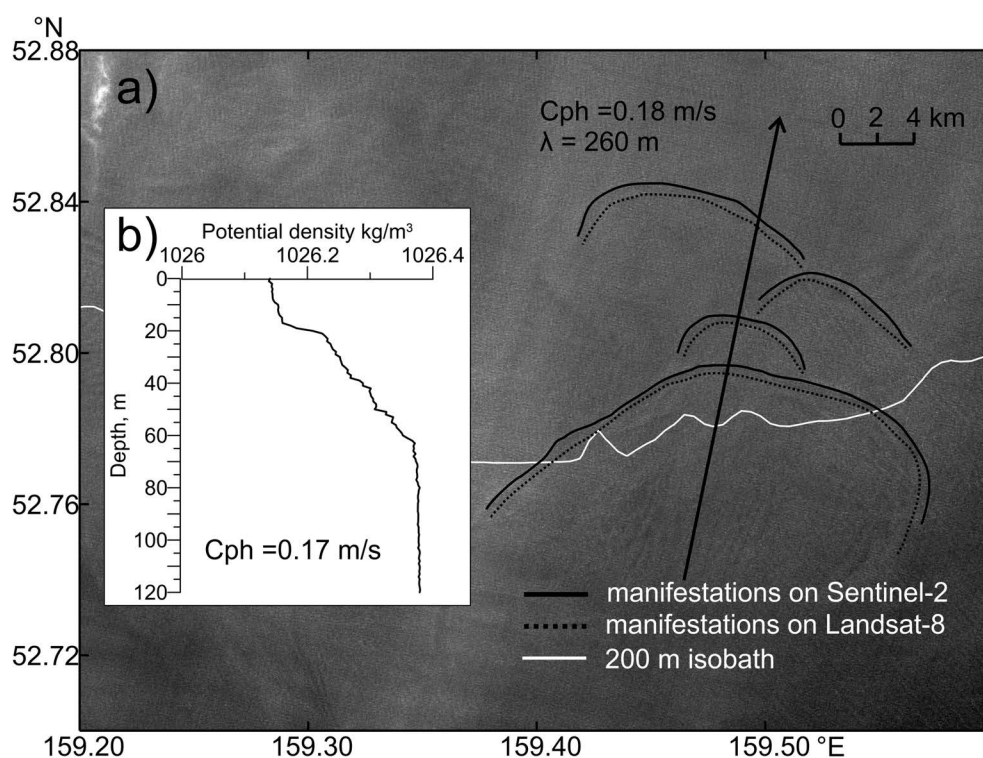 °N
52.88
a)
Cph =0.18 m/s
λ = 260 m
0 2 4 km
52.84
b)
Potential density kg/m³
1026 1026.2 1026.4
0
20
40
60
80
100
120
Depth, m
Cph =0.17 m/s
52.80
52.76
52.72
manifestations on Sentinel-2
manifestations on Landsat-8
200 m isobath
159.20 159.30 159.40 159.50 °E